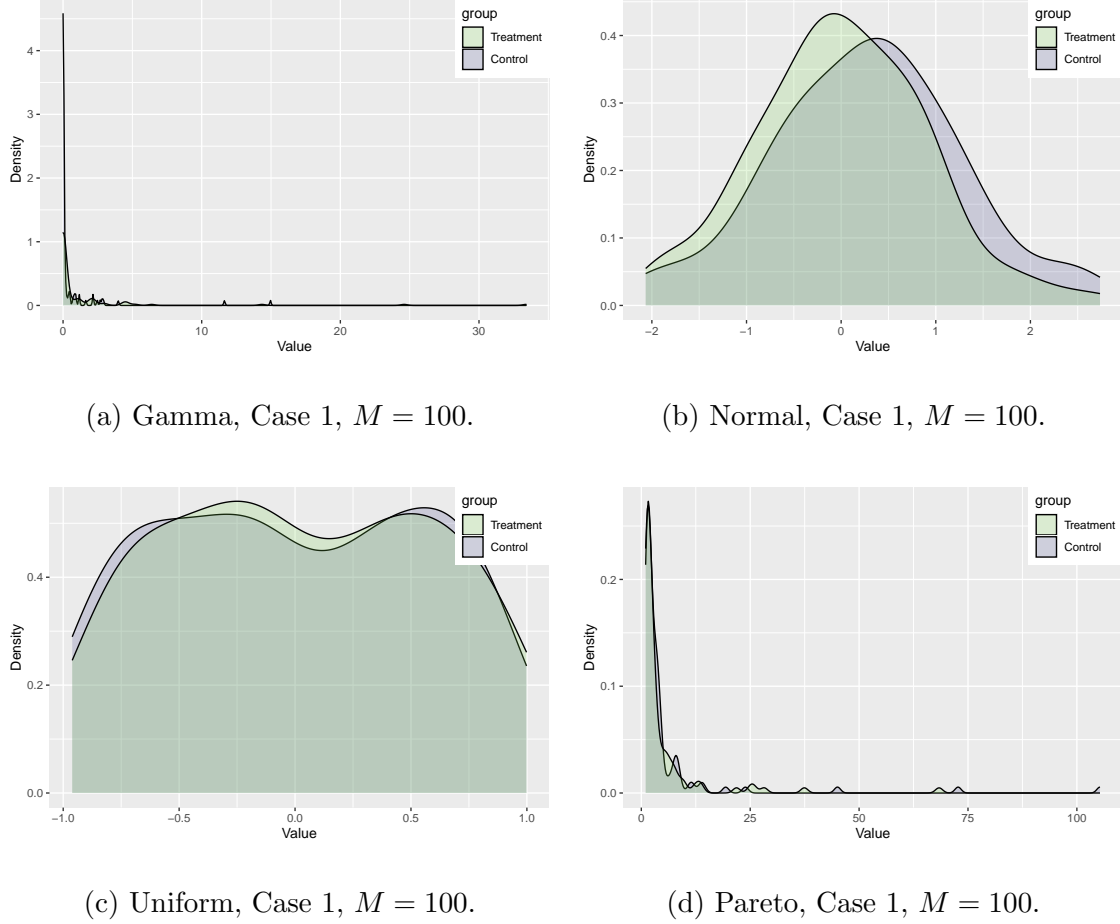 group
Treatment
Control
4
3
2
1
0
Density
0
10
20
30
Value
(a) Gamma, Case 1, M = 100.
group
Treatment
Control
0.4
0.3
0.2
0.1
0.0
Density
−2
−1
0
1
2
Value
(b) Normal, Case 1, M = 100.
group
Treatment
Control
0.4
0.2
0.0
Density
−1.0
−0.5
0.0
0.5
1.0
Value
(c) Uniform, Case 1, M = 100.
group
Treatment
Control
0.2
0.1
0.0
Density
0
25
50
75
100
Value
(d) Pareto, Case 1, M = 100.